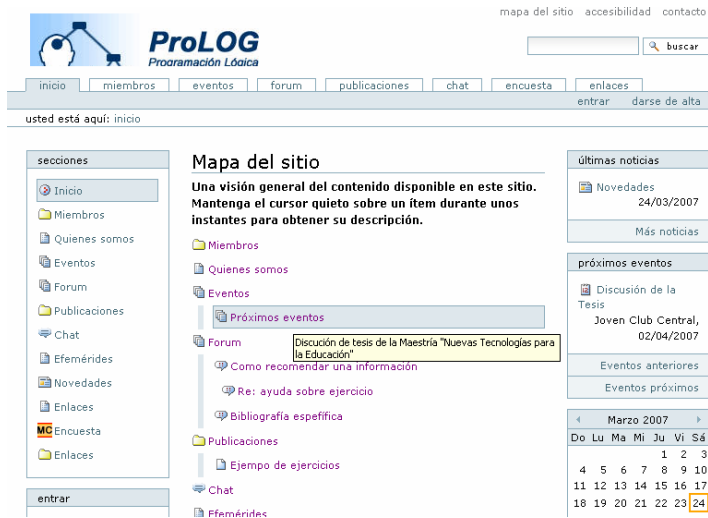 mapa del sitio accesibilidad contacto
ProLOG
Programación Lógica
buscar
inicio miembros eventos forum publicaciones chat encuesta enlaces
entrar darse de alta
usted está aquí: inicio
secciones
Inicio
Miembros
Quienes somos
Eventos
Forum
Publicaciones
Chat
Efemérides
Novedades
Enlaces
MC Encuesta
Enlaces
entrar
Mapa del sitio
Una visión general del contenido disponible en este sitio.
Mantenga el cursor quieto sobre un ítem durante unos
instantes para obtener su descripción.
Miembros
Quienes somos
Eventos
Próximos eventos
Discución de tesis de la Maestría "Nuevas Tecnologías para
la Educación"
Forum
Como recomendar una información
Re: ayuda sobre ejercicio
Bibliografía espefífica
Publicaciones
Ejempo de ejercicios
Chat
Efemérides
últimas noticias
Novedades
24/03/2007
Más noticias
próximos eventos
Discusión de la
Tesis
Joven Club Central,
02/04/2007
Eventos anteriores
Eventos próximos
Marzo 2007
Do Lu Ma Mi Ju Vi Sá
1 2 3
4 5 6 7 8 9 10
11 12 13 14 15 16 17
18 19 20 21 22 23 24